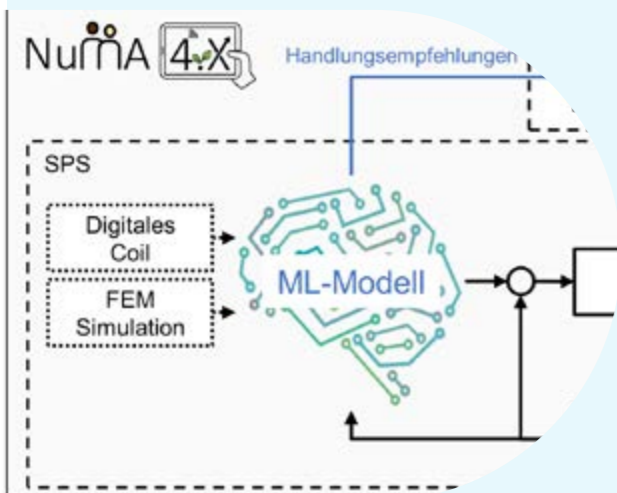 NuMA 4.X
Handlungsempfehlungen
SPS
Digitales
Coil
ML-Modell
FEM
Simulation